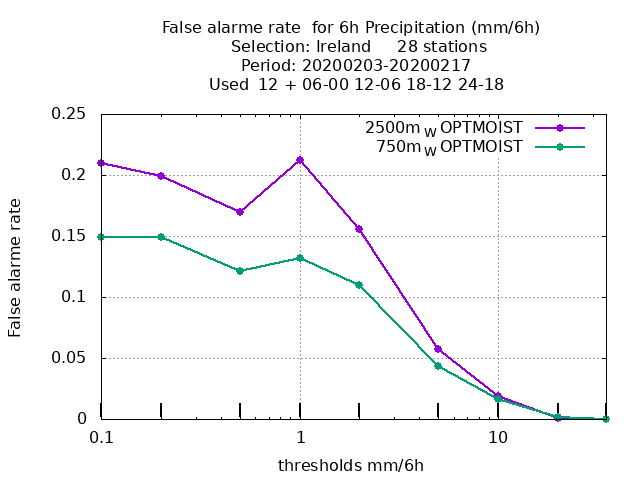 False alarme rate  for 6h Precipitation (mm/6h)
Selection: Ireland     28 stations
Period: 20200203-20200217
Used  12 + 06-00 12-06 18-12 24-18
0.25
2500m W OPTMOIST
750m W OPTMOIST
0.2
0.15
0.1
0.05
0
False alarme rate
0.1
1
10
thresholds mm/6h